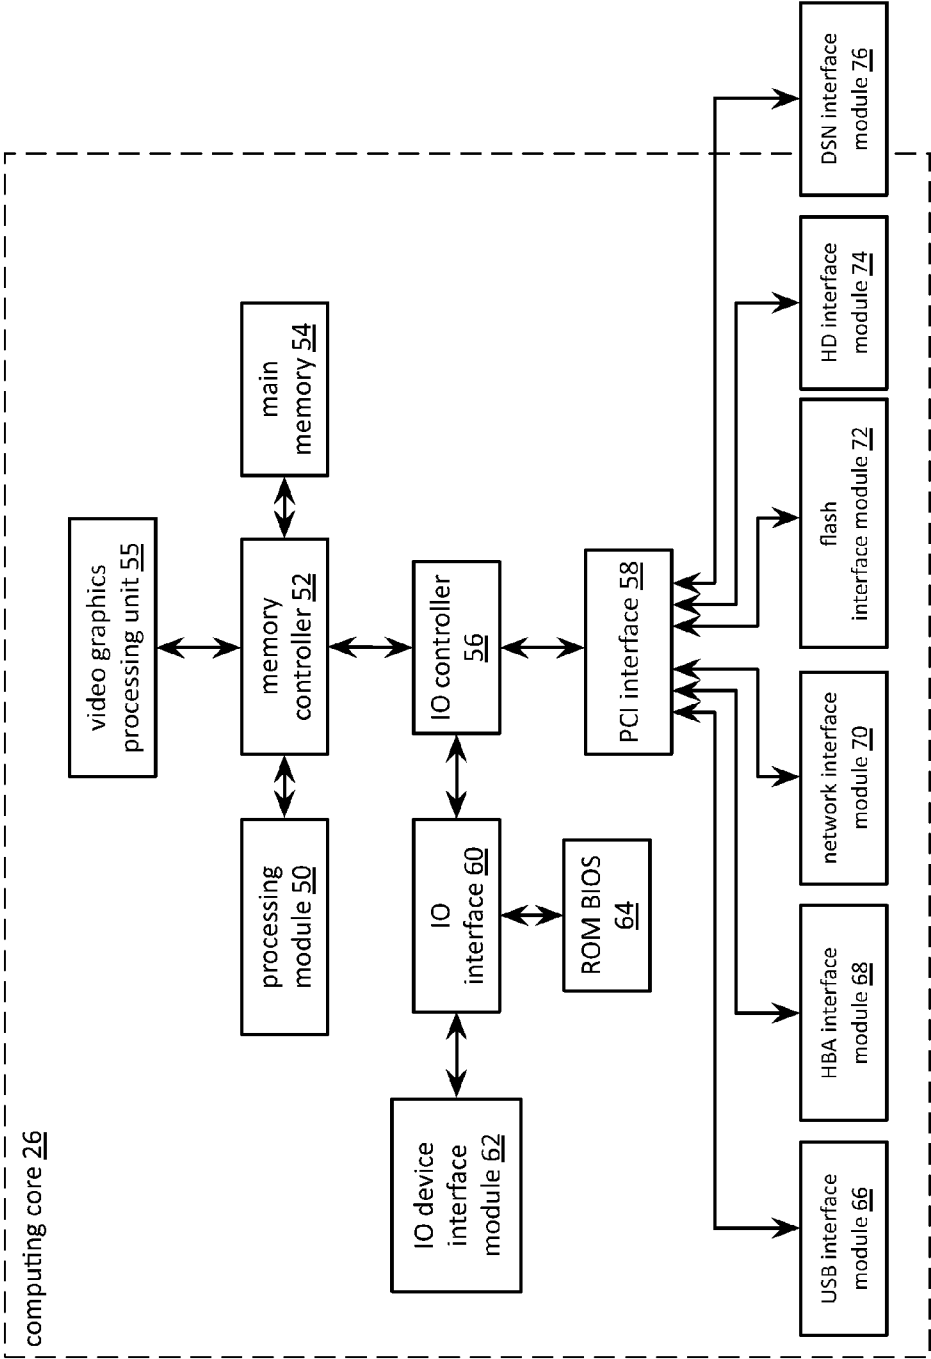 computing core 26
video graphics
processing unit 55
processing
module 50
memory
controller 52
main
memory 54
IO device
interface
module 62
IO
interface 60
IO controller
56
ROM BIOS
64
PCI interface 58
USB interface
module 66
HBA interface
module 68
network interface
module 70
flash
interface module 72
HD interface
module 74
DSN interface
module 76